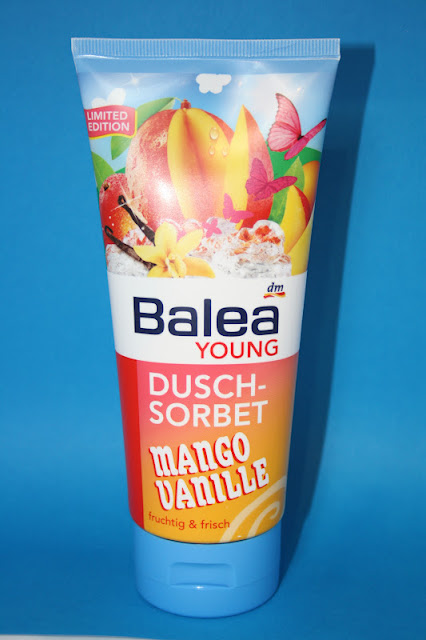 LIMITED
EDITION
dm
Balea
YOUNG
DUSCH-
SORBET
MANGO
VANILLE
fruchtig & frisch